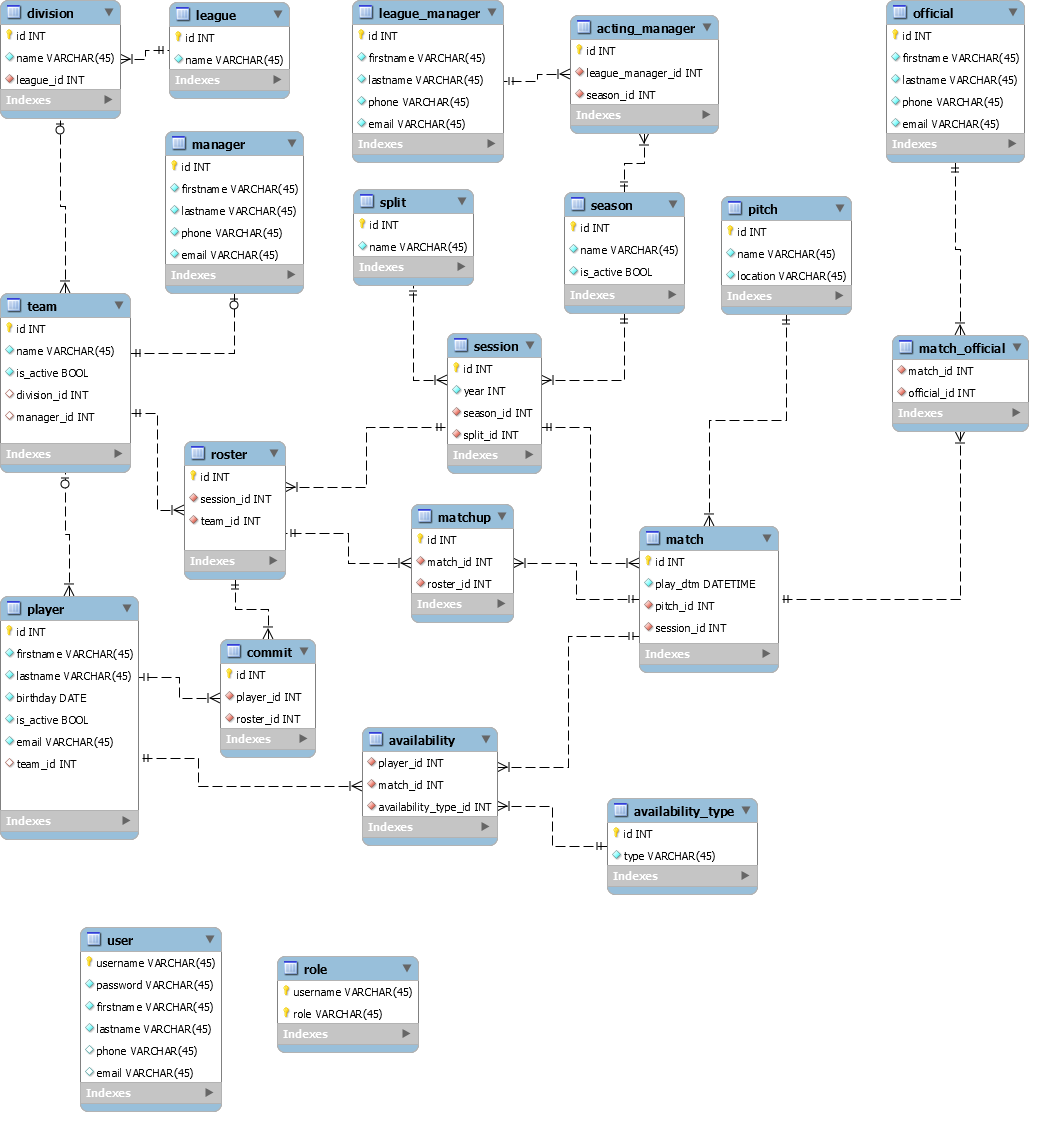 division
id INT
name VARCHAR(45)
league_id INT
Indexes
league
id INT
name VARCHAR(45)
Indexes
league_manager
id INT
firstname VARCHAR(45)
lastname VARCHAR(45)
phone VARCHAR(45)
email VARCHAR(45)
Indexes
acting_manager
id INT
league_manager_id INT
season_id INT
Indexes
official
id INT
firstname VARCHAR(45)
lastname VARCHAR(45)
phone VARCHAR(45)
email VARCHAR(45)
Indexes
manager
id INT
firstname VARCHAR(45)
lastname VARCHAR(45)
phone VARCHAR(45)
email VARCHAR(45)
Indexes
split
id INT
name VARCHAR(45)
Indexes
season
id INT
name VARCHAR(45)
is_active BOOL
Indexes
pitch
id INT
name VARCHAR(45)
location VARCHAR(45)
Indexes
team
id INT
name VARCHAR(45)
is_active BOOL
division_id INT
manager_id INT
Indexes
session
id INT
year INT
season_id INT
split_id INT
Indexes
match_official
match_id INT
official_id INT
Indexes
roster
id INT
session_id INT
team_id INT
Indexes
matchup
id INT
match_id INT
roster_id INT
Indexes
match
id INT
play_dtm DATETIME
pitch_id INT
session_id INT
Indexes
player
id INT
firstname VARCHAR(45)
lastname VARCHAR(45)
birthday DATE
is_active BOOL
email VARCHAR(45)
team_id INT
Indexes
commit
id INT
player_id INT
roster_id INT
Indexes
availability
player_id INT
match_id INT
availability_type_id INT
Indexes
availability_type
id INT
type VARCHAR(45)
Indexes
user
username VARCHAR(45)
password VARCHAR(45)
firstname VARCHAR(45)
lastname VARCHAR(45)
phone VARCHAR(45)
email VARCHAR(45)
Indexes
role
username VARCHAR(45)
role VARCHAR(45)
Indexes